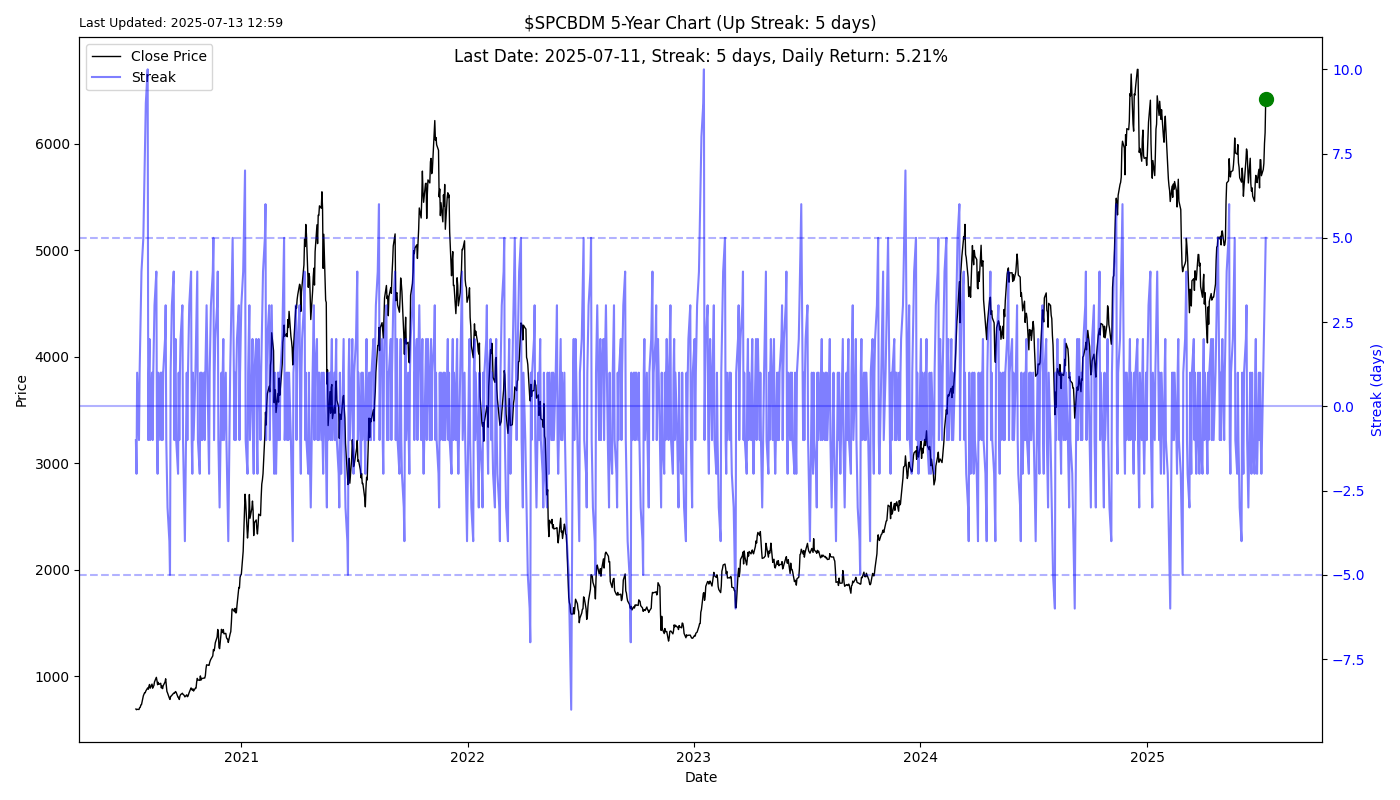 Last Updated: 2025-07-13 12:59
$SPCBDM 5-Year Chart (Up Streak: 5 days)
Last Date: 2025-07-11, Streak: 5 days, Daily Return: 5.21%
Close Price
Streak
Price
6000
5000
4000
3000
2000
1000
10.0
7.5
5.0
2.5
0.0
−2.5
−5.0
−7.5
Streak (days)
2021
2022
2023
2024
2025
Date